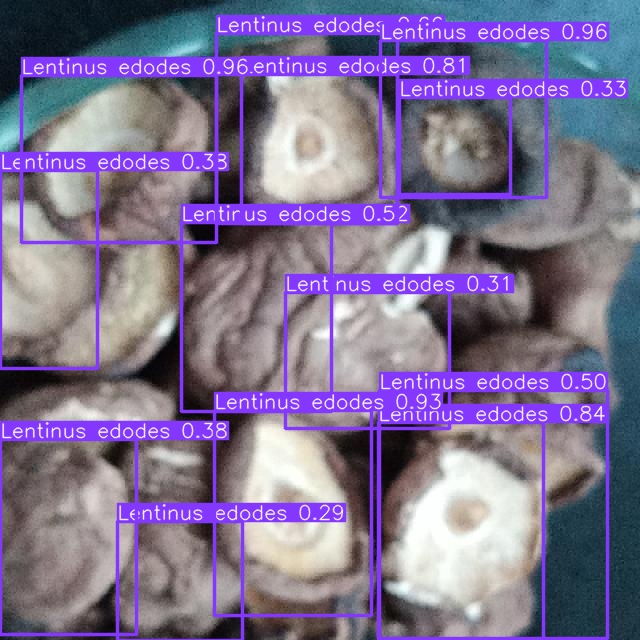 Lentinus edodes
Lentinus edodes 0.96
Lentinus edodes 0.96
Lentinus edodes 0.81
Lentinus edodes 0.33
Lentinus edodes 0.38
Lentinus edodes 0.52
Lentinus edodes 0.31
Lentinus edodes 0.50
Lentinus edodes 0.93
Lentinus edodes 0.84
Lentinus edodes 0.38
Lentinus edodes 0.29